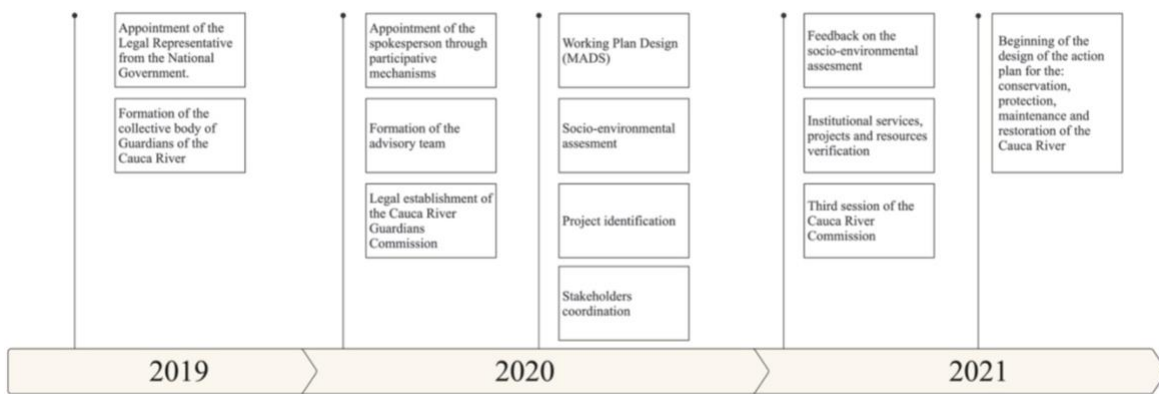 Appointment of the
Legal Representative
from the National
Government.
Formation of the
collective body of
Guardians of the
Cauca River
Appointment of the
spokesperson through
participative
mechanisms
Formation of the
advisory team
Legal establishment of
the Cauca River
Guardians
Commission
Working Plan Design
(MADS)
Socio-environmental
assesment
Project identification
Stakeholders
coordination
Feedback on the
socio-environmental
assesment
Institutional services,
projects and resources
verification
Third session of the
Cauca River
Commission
Beginning of the
design of the action
plan for the:
conservation,
protection,
maintenance and
restoration of the
Cauca River
2019
2020
2021